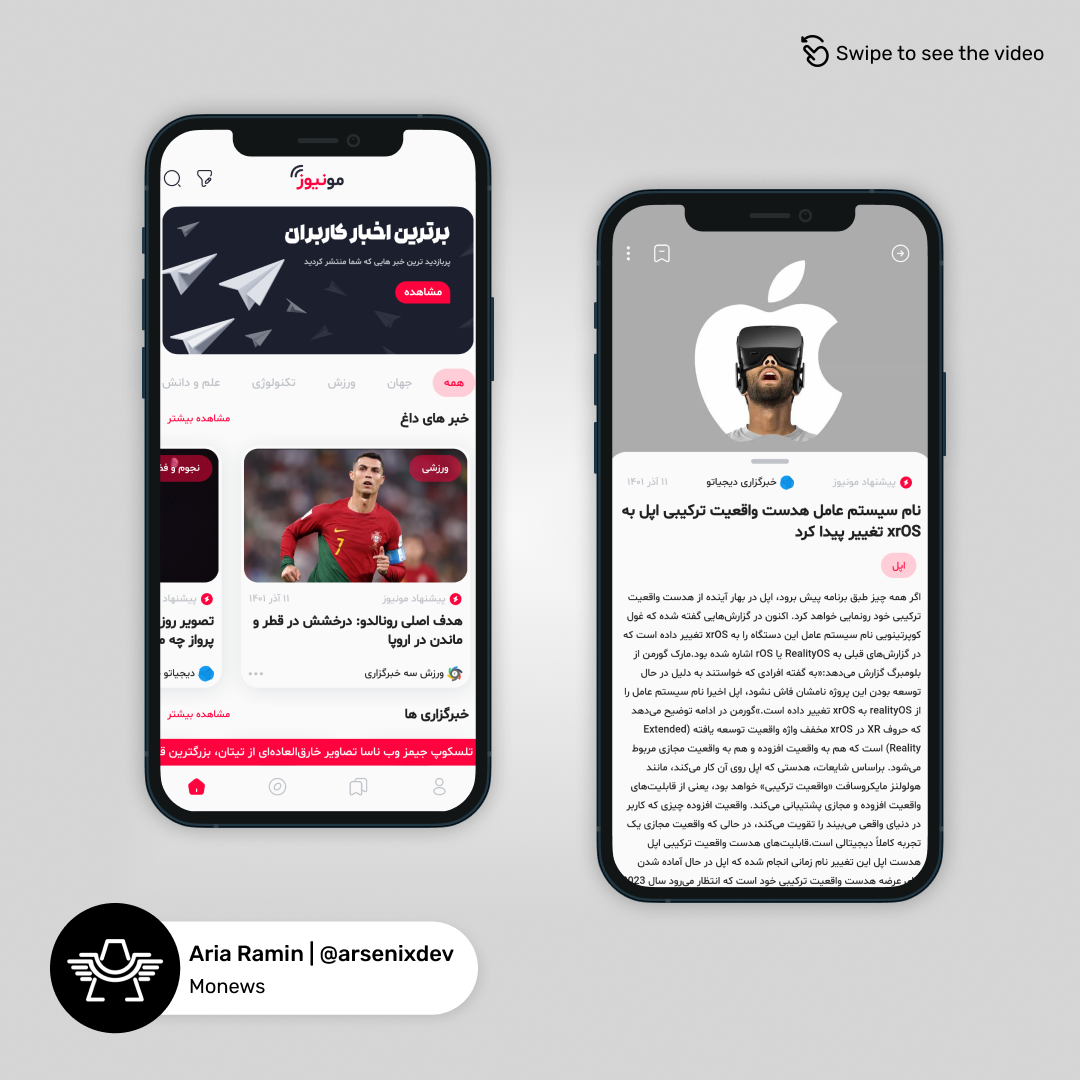 Swipe to see the video
مونیوز
برترین اخبار کاربران
پربازدید ترین خبر هایی که شما منتشر کردید
مشاهده
همه
جهان
ورزش
تکنولوژی
علم و دانش
خبر های داغ
مشاهده بیشتر
ورزشی
نجوم و فض
پیشنهاد مونیوز
۱۱ آذر ۱۴۰۱
هدف اصلی رونالدو: درخشش در قطر و
ماندن در اروپا
ورزش سه خبرگزاری
پیشنهاد
تصویر روز
پرواز چه م
دیجیاتو
خبرگزاری ها
مشاهده بیشتر
تلسکوپ جیمز وب ناسا تصاویر خارق‌العاده‌ای از تیتان، بزرگترین ق
پیشنهاد مونیوز
خبرگزاری دیجیاتو
۱۱ آذر ۱۴۰۱
نام سیستم عامل هدست واقعیت ترکیبی اپل به
xrOS تغییر پیدا کرد
اپل
اگر همه چیز طبق برنامه پیش برود، اپل در بهار آینده از هدست واقعیت
ترکیبی خود رونمایی خواهد کرد. اکنون در گزارش‌هایی گفته شده که غول
کوپرتینویی نام سیستم عامل این دستگاه را به xrOS تغییر داده است که
در گزارش‌های قبلی به RealityOS یا rOS اشاره شده بود.مارک گورمن از
بلومبرگ گزارش می‌دهد:«به گفته افرادی که خواستند به دلیل در حال
توسعه بودن این پروژه نامشان فاش نشود، اپل اخیرا نام سیستم عامل را
از realityOS به xrOS تغییر داده است.»گورمن در ادامه توضیح می‌دهد
که حروف XR در xrOS مخفف واژه واقعیت توسعه یافته (Extended
Reality) است که هم به واقعیت افزوده و هم به واقعیت مجازی مربوط
می‌شود. براساس شایعات، هدستی که اپل روی آن کار می‌کند، مانند
هولولنز مایکروسافت «واقعیت ترکیبی» خواهد بود، یعنی از قابلیت‌های
واقعیت افزوده و مجازی پشتیبانی می‌کند. واقعیت افزوده چیزی که کاربر
در دنیای واقعی می‌بیند را تقویت می‌کند، در حالی که واقعیت مجازی یک
تجربه کاملاً دیجیتالی است.قابلیت‌های هدست واقعیت ترکیبی اپل
هدست اپل این تغییر نام زمانی انجام شده که اپل در حال آماده شدن
عرضه هدست واقعیت ترکیبی خود است که انتظار می‌رود سال
Aria Ramin | @arsenixdev
Monews